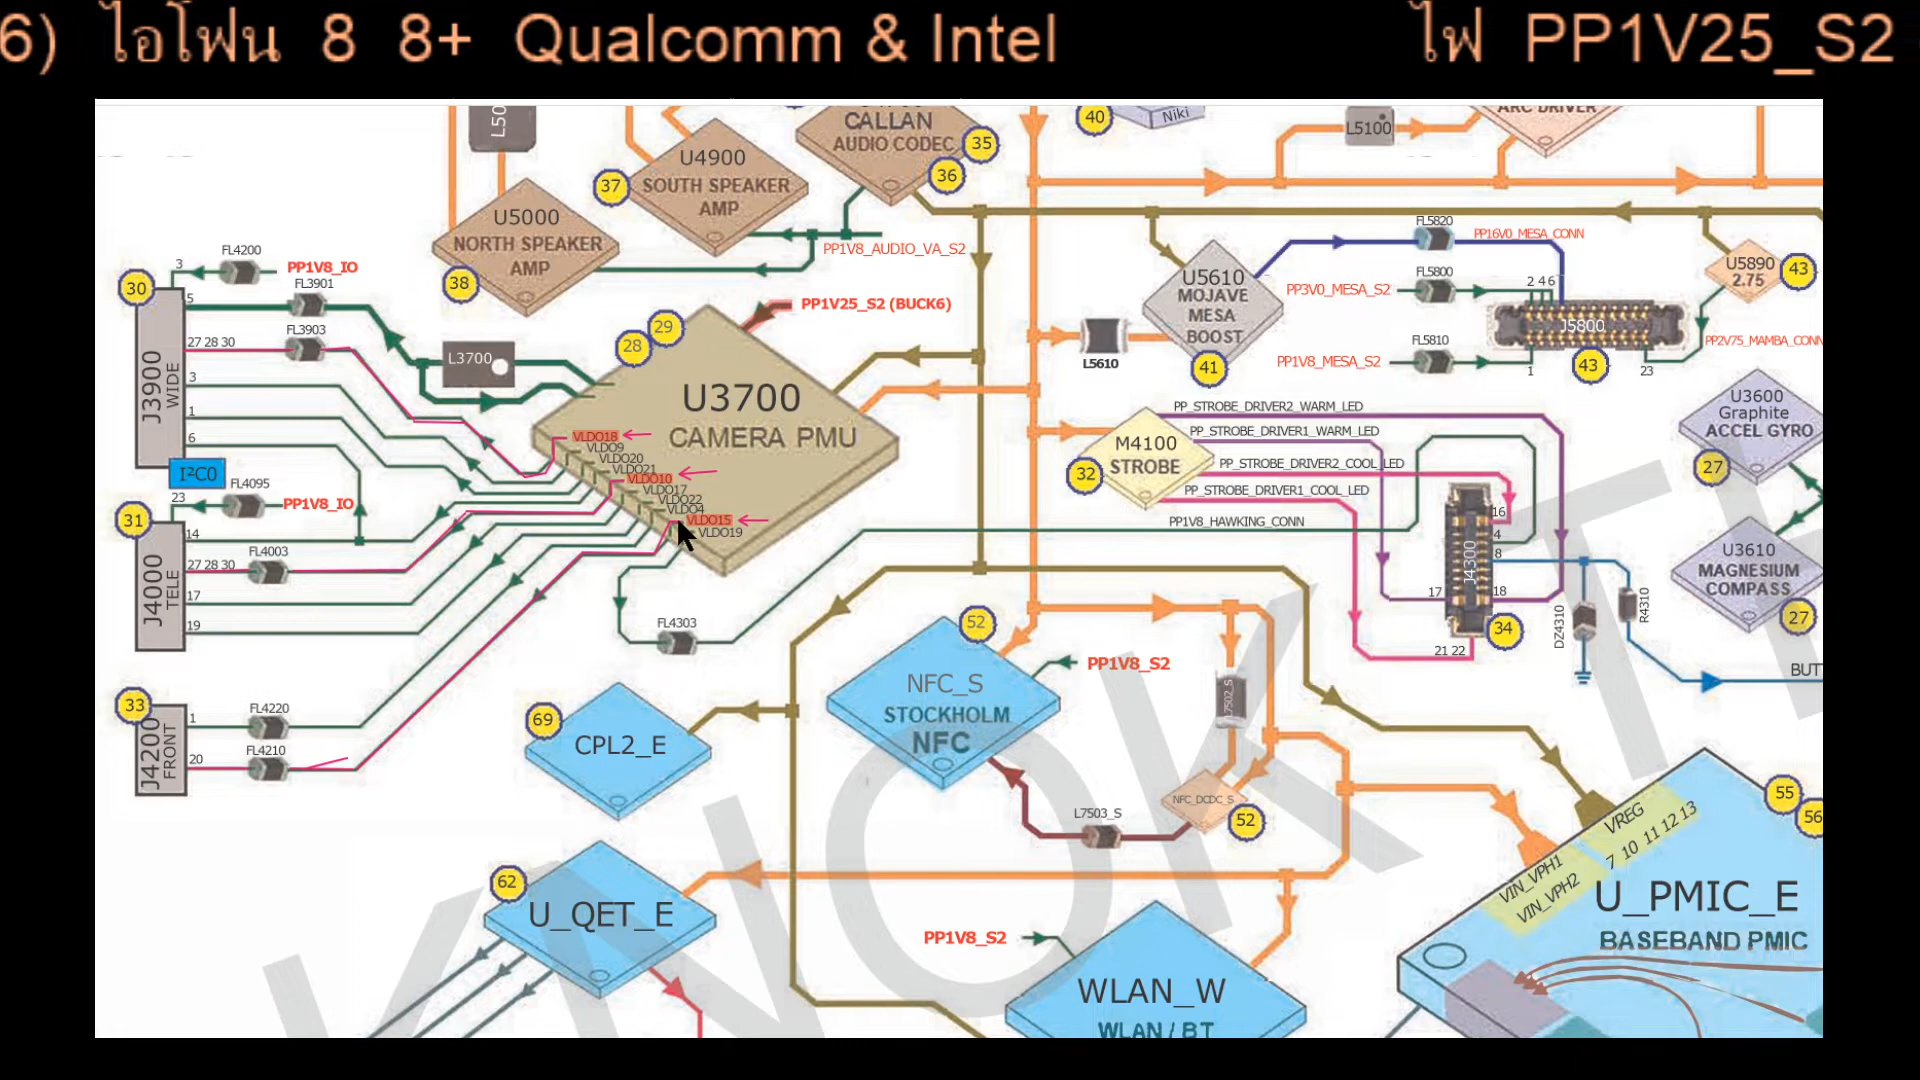 6) ไอโฟน 8 8+ Qualcomm & Intel
ไฟ PP1V25_S2
L50
U4900
SOUTH SPEAKER
AMP
37
CALLAN
AUDIO CODEC
35
36
40
Niki
L5100
ARC DRIVER
U5000
NORTH SPEAKER
AMP
38
PP1V8_AUDIO_VA_S2
FL4200
3
PP1V8_IO
FL3901
30
5
FL3903
27 28 30
J3900
WIDE
3
1
6
I²C0
L3700
PP1V25_S2 (BUCK6)
29
28
U3700
CAMERA PMU
VLDO18
VLDO9
VLDO20
VLDO21
VLDO10
VLDO17
VLDO22
VLDO4
VLDO15
VLDO19
FL4095
23
PP1V8_IO
31
14
FL4003
27 28 30
J4000
TELE
17
19
FL4303
33
J4200
FRONT
1
FL4220
20
FL4210
U5610
MOJAVE
MESA
BOOST
41
L5610
FL5820
PP16V0_MESA_CONN
FL5800
PP3V0_MESA_S2
2 4 6
J5800
FL5810
PP1V8_MESA_S2
1
43
23
U5890
2.75
43
PP2V75_MAMBA_CONN
U3600
Graphite
ACCEL GYRO
27
U3610
MAGNESIUM
COMPASS
27
M4100
STROBE
32
PP_STROBE_DRIVER2_WARM_LED
PP_STROBE_DRIVER1_WARM_LED
PP_STROBE_DRIVER2_COOL_LED
PP_STROBE_DRIVER1_COOL_LED
PP1V8_HAWKING_CONN
J4300
16
4
8
17
18
34
21 22
DZ4310
R4310
BUT
52
NFC_S
STOCKHOLM
NFC
PP1V8_S2
L7502_S
NFC_DCDC_S
52
L7503_S
69
CPL2_E
62
U_QET_E
PP1V8_S2
WLAN_W
WLAN / BT
55
56
VREG
7 10 11 12 13
VIN_VPH1
VIN_VPH2
U_PMIC_E
BASEBAND PMIC